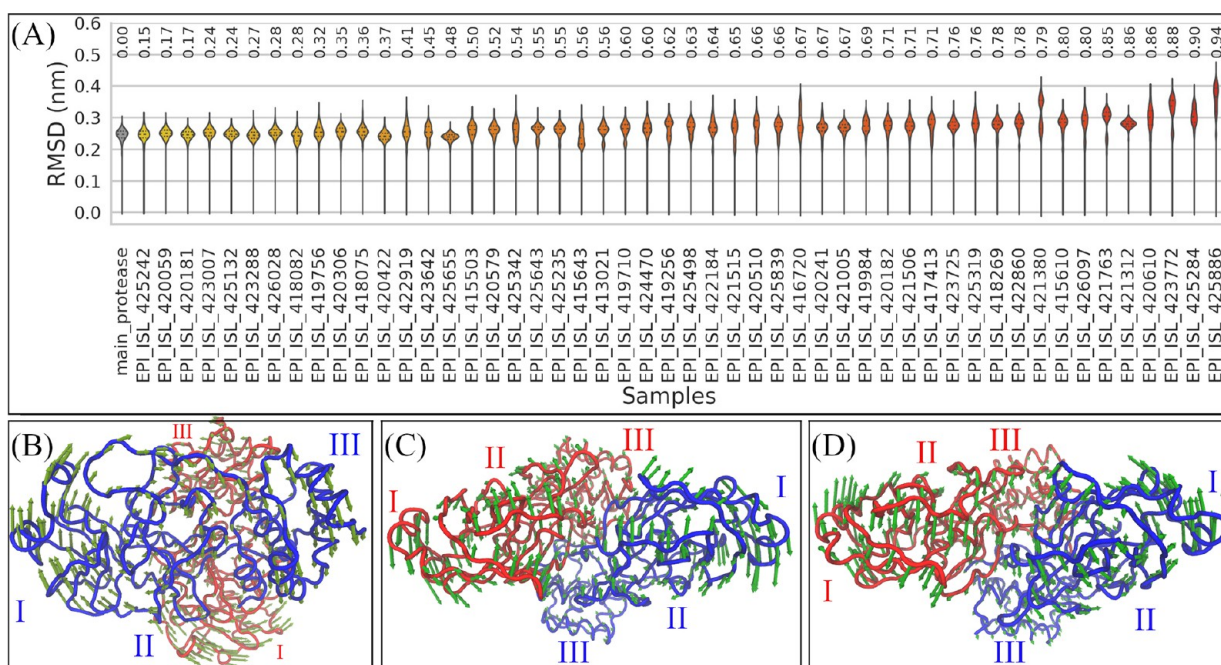 (A)
RMSD (nm)
0.6
0.5
0.4
0.3
0.2
0.1
0.0
0.00
0.15
0.17
0.17
0.24
0.24
0.27
0.28
0.28
0.32
0.35
0.36
0.37
0.41
0.45
0.48
0.50
0.52
0.54
0.55
0.55
0.56
0.56
0.60
0.60
0.62
0.63
0.64
0.65
0.66
0.66
0.67
0.67
0.67
0.69
0.71
0.71
0.71
0.76
0.76
0.78
0.78
0.79
0.80
0.80
0.85
0.86
0.86
0.88
0.90
0.94
main_protease
EPI_ISL_425242
EPI_ISL_420059
EPI_ISL_420181
EPI_ISL_423007
EPI_ISL_425132
EPI_ISL_423288
EPI_ISL_426028
EPI_ISL_418082
EPI_ISL_419756
EPI_ISL_420306
EPI_ISL_418075
EPI_ISL_420422
EPI_ISL_422919
EPI_ISL_423642
EPI_ISL_425655
EPI_ISL_415503
EPI_ISL_420579
EPI_ISL_425342
EPI_ISL_425643
EPI_ISL_425235
EPI_ISL_415643
EPI_ISL_413021
EPI_ISL_419710
EPI_ISL_424470
EPI_ISL_419256
EPI_ISL_425498
EPI_ISL_422184
EPI_ISL_421515
EPI_ISL_420510
EPI_ISL_425839
EPI_ISL_416720
EPI_ISL_420241
EPI_ISL_421005
EPI_ISL_419984
EPI_ISL_420182
EPI_ISL_421506
EPI_ISL_417413
EPI_ISL_423725
EPI_ISL_425319
EPI_ISL_418269
EPI_ISL_422860
EPI_ISL_421380
EPI_ISL_415610
EPI_ISL_426097
EPI_ISL_421763
EPI_ISL_421312
EPI_ISL_420610
EPI_ISL_423772
EPI_ISL_425284
EPI_ISL_425886
Samples
(B)
III
III
I
II
I
(C)
III
II
I
I
II
III
(D)
III
II
I
I
II
III